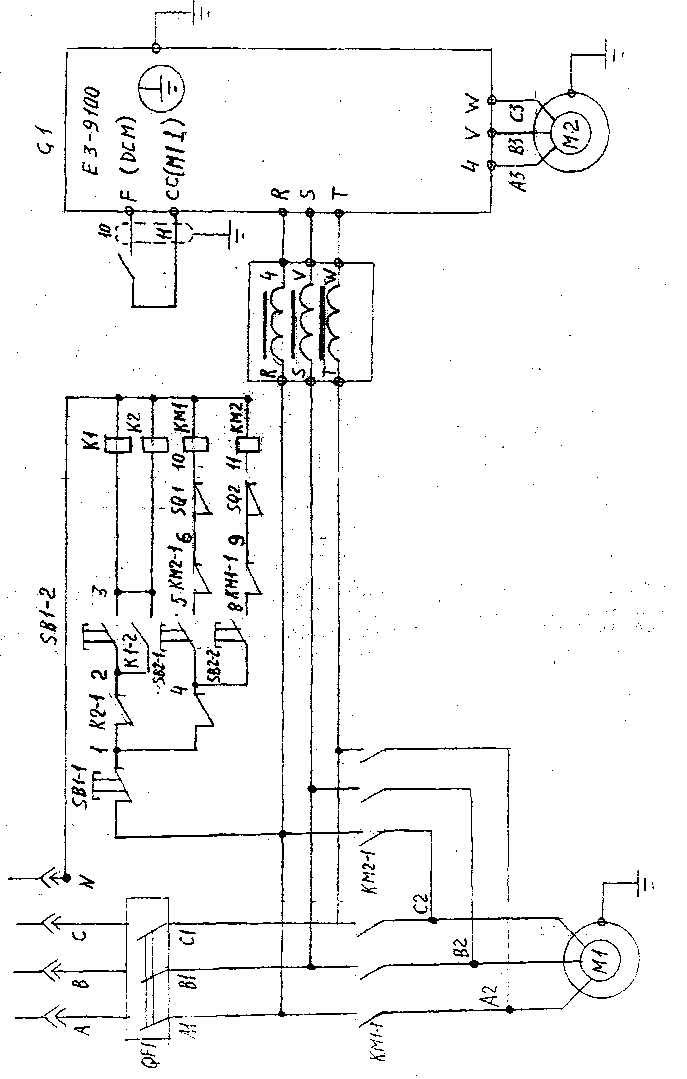 G1
E3-9100
F (DCM)
CC(M1Ц)
10
11
R
S
T
4
V
W
A3
B3
C3
M2
4
V
W
R
S
T
K1
K2
KM1
KM2
10
11
SQ1
SQ2
6
9
KM2-1
KM1-1
5
8
3
SB1-2
K1-2
SB2-1
SB2-2
2
4
K2-1
1
SB1-1
N
C
B
A
QF1
C1
B1
A1
KM2-1
KM1-1
C2
B2
A2
M1